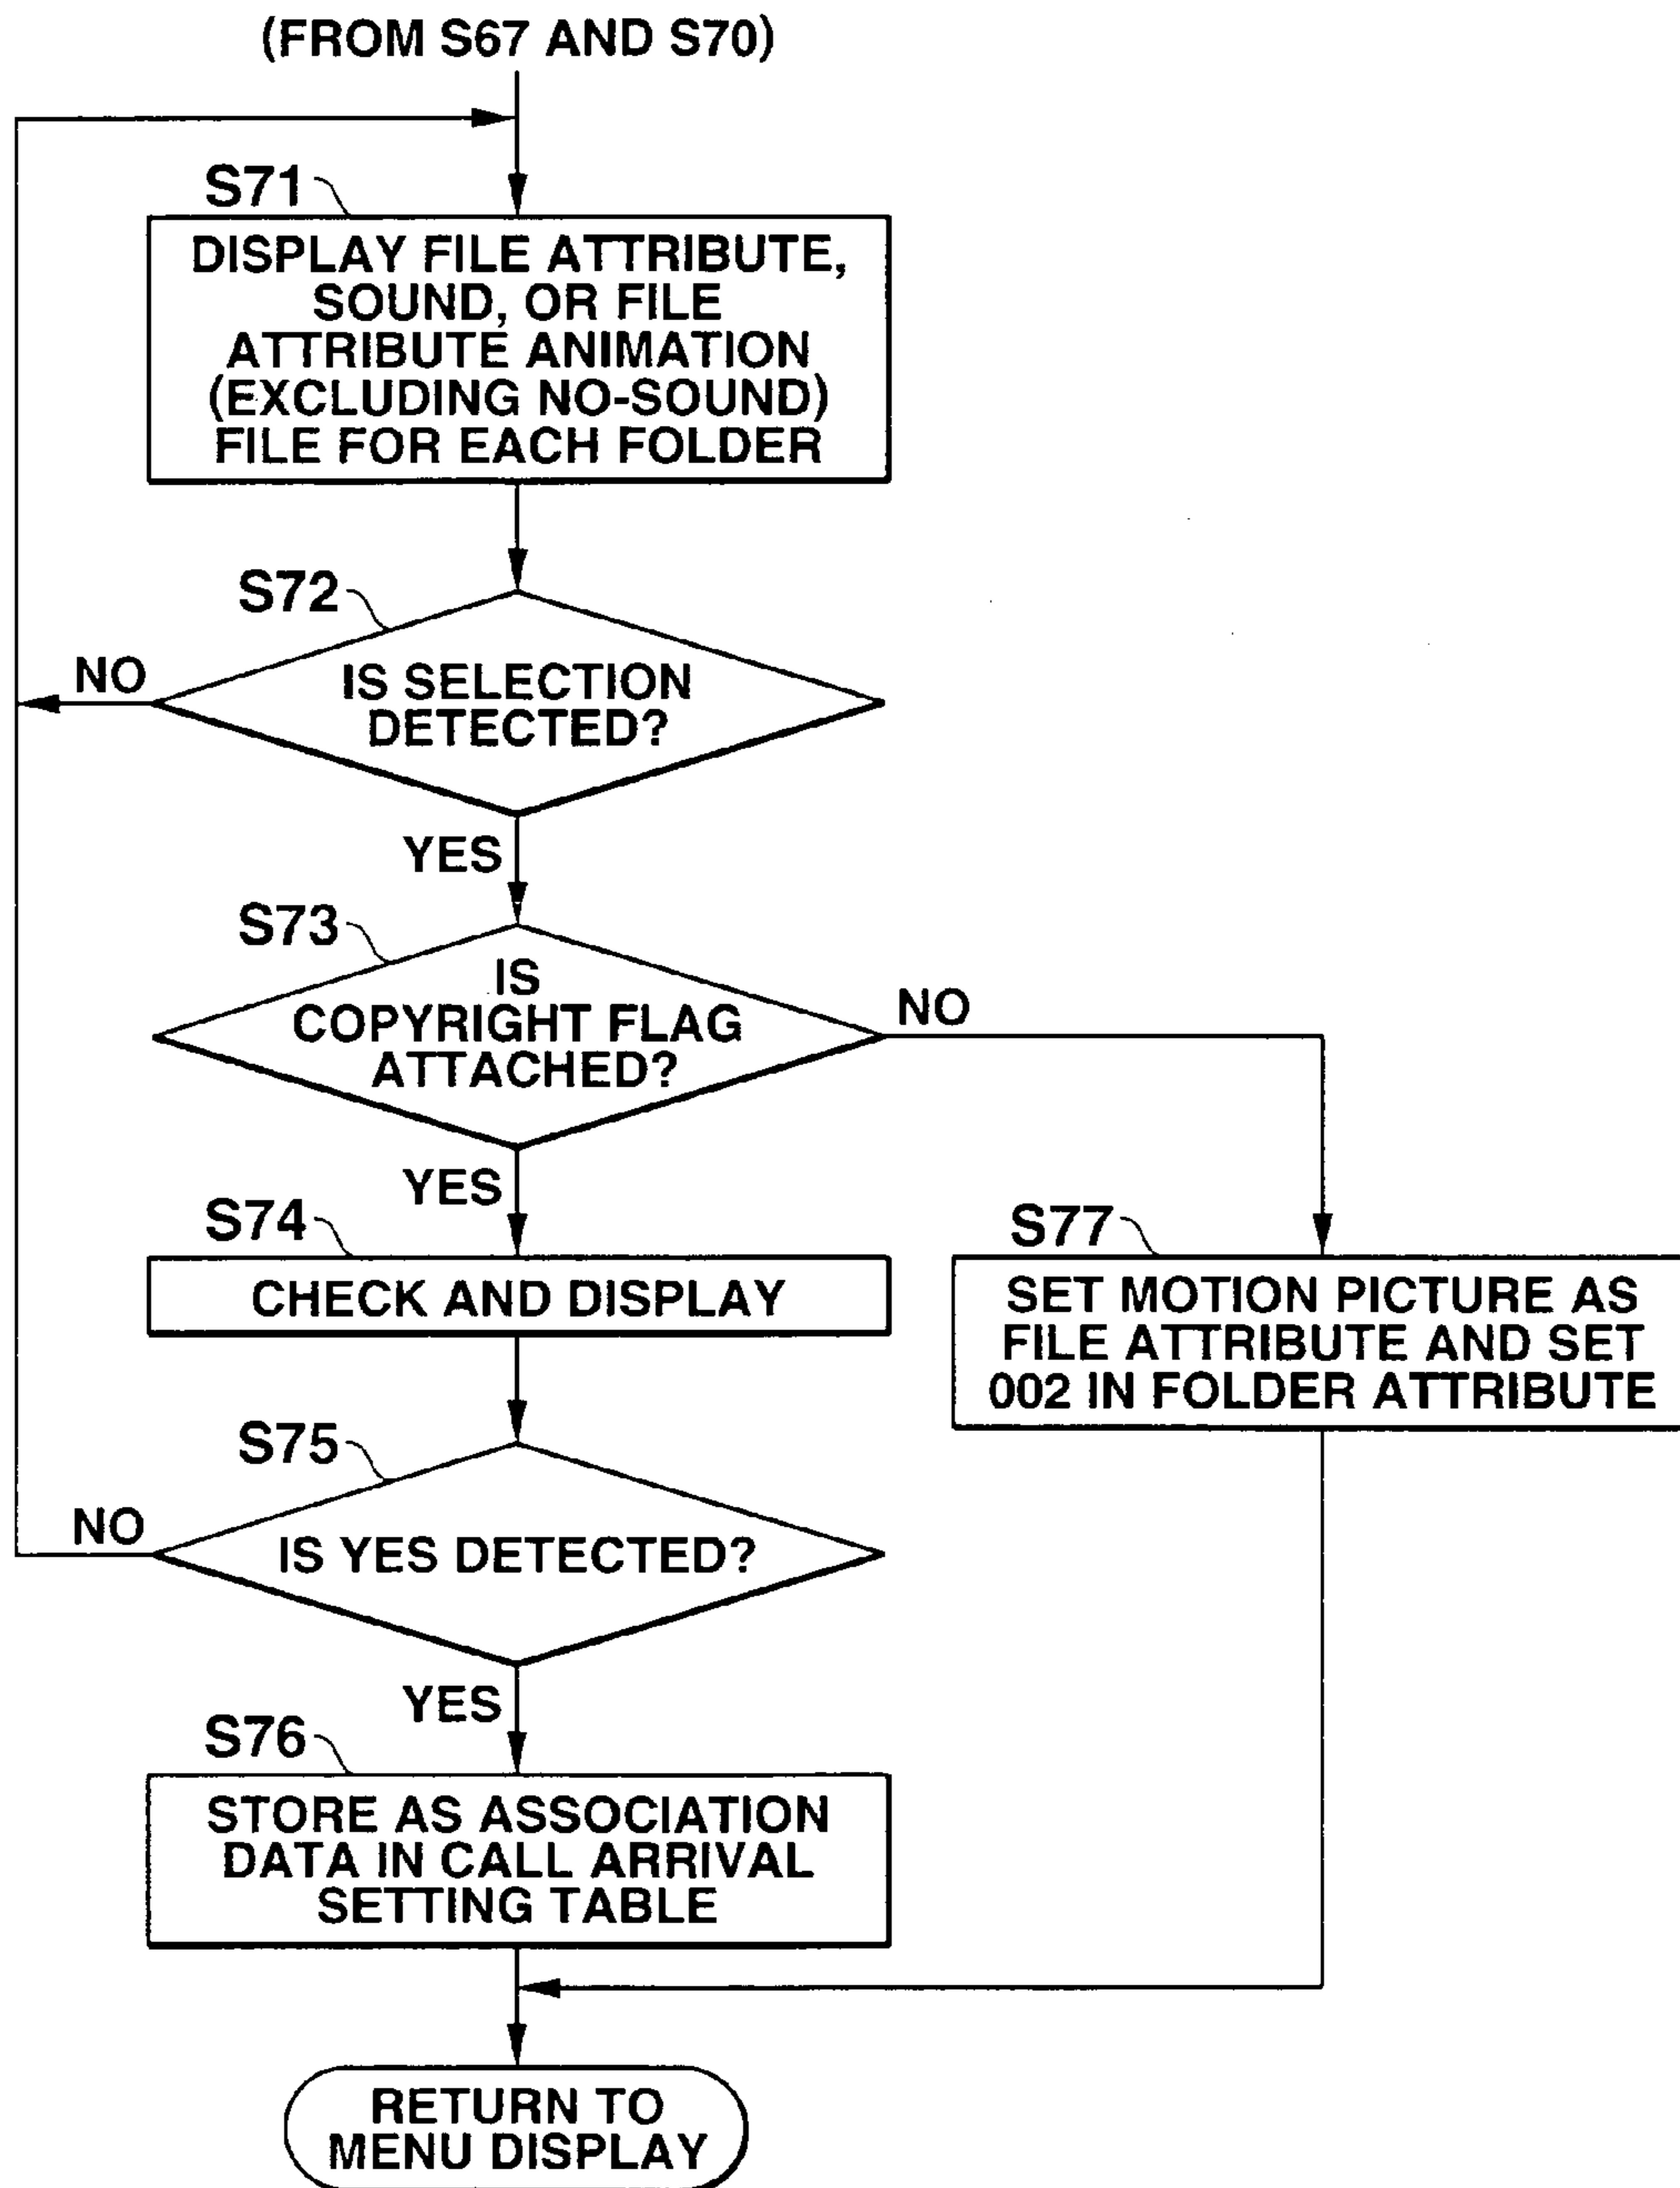 (FROM S67 AND S70)
S71
DISPLAY FILE ATTRIBUTE,
SOUND, OR FILE
ATTRIBUTE ANIMATION
(EXCLUDING NO-SOUND)
FILE FOR EACH FOLDER
S72
NO
IS SELECTION
DETECTED?
YES
S73
IS
COPYRIGHT FLAG
ATTACHED?
NO
YES
S74
CHECK AND DISPLAY
S77
SET MOTION PICTURE AS
FILE ATTRIBUTE AND SET
002 IN FOLDER ATTRIBUTE
S75
NO
IS YES DETECTED?
YES
S76
STORE AS ASSOCIATION
DATA IN CALL ARRIVAL
SETTING TABLE
RETURN TO
MENU DISPLAY